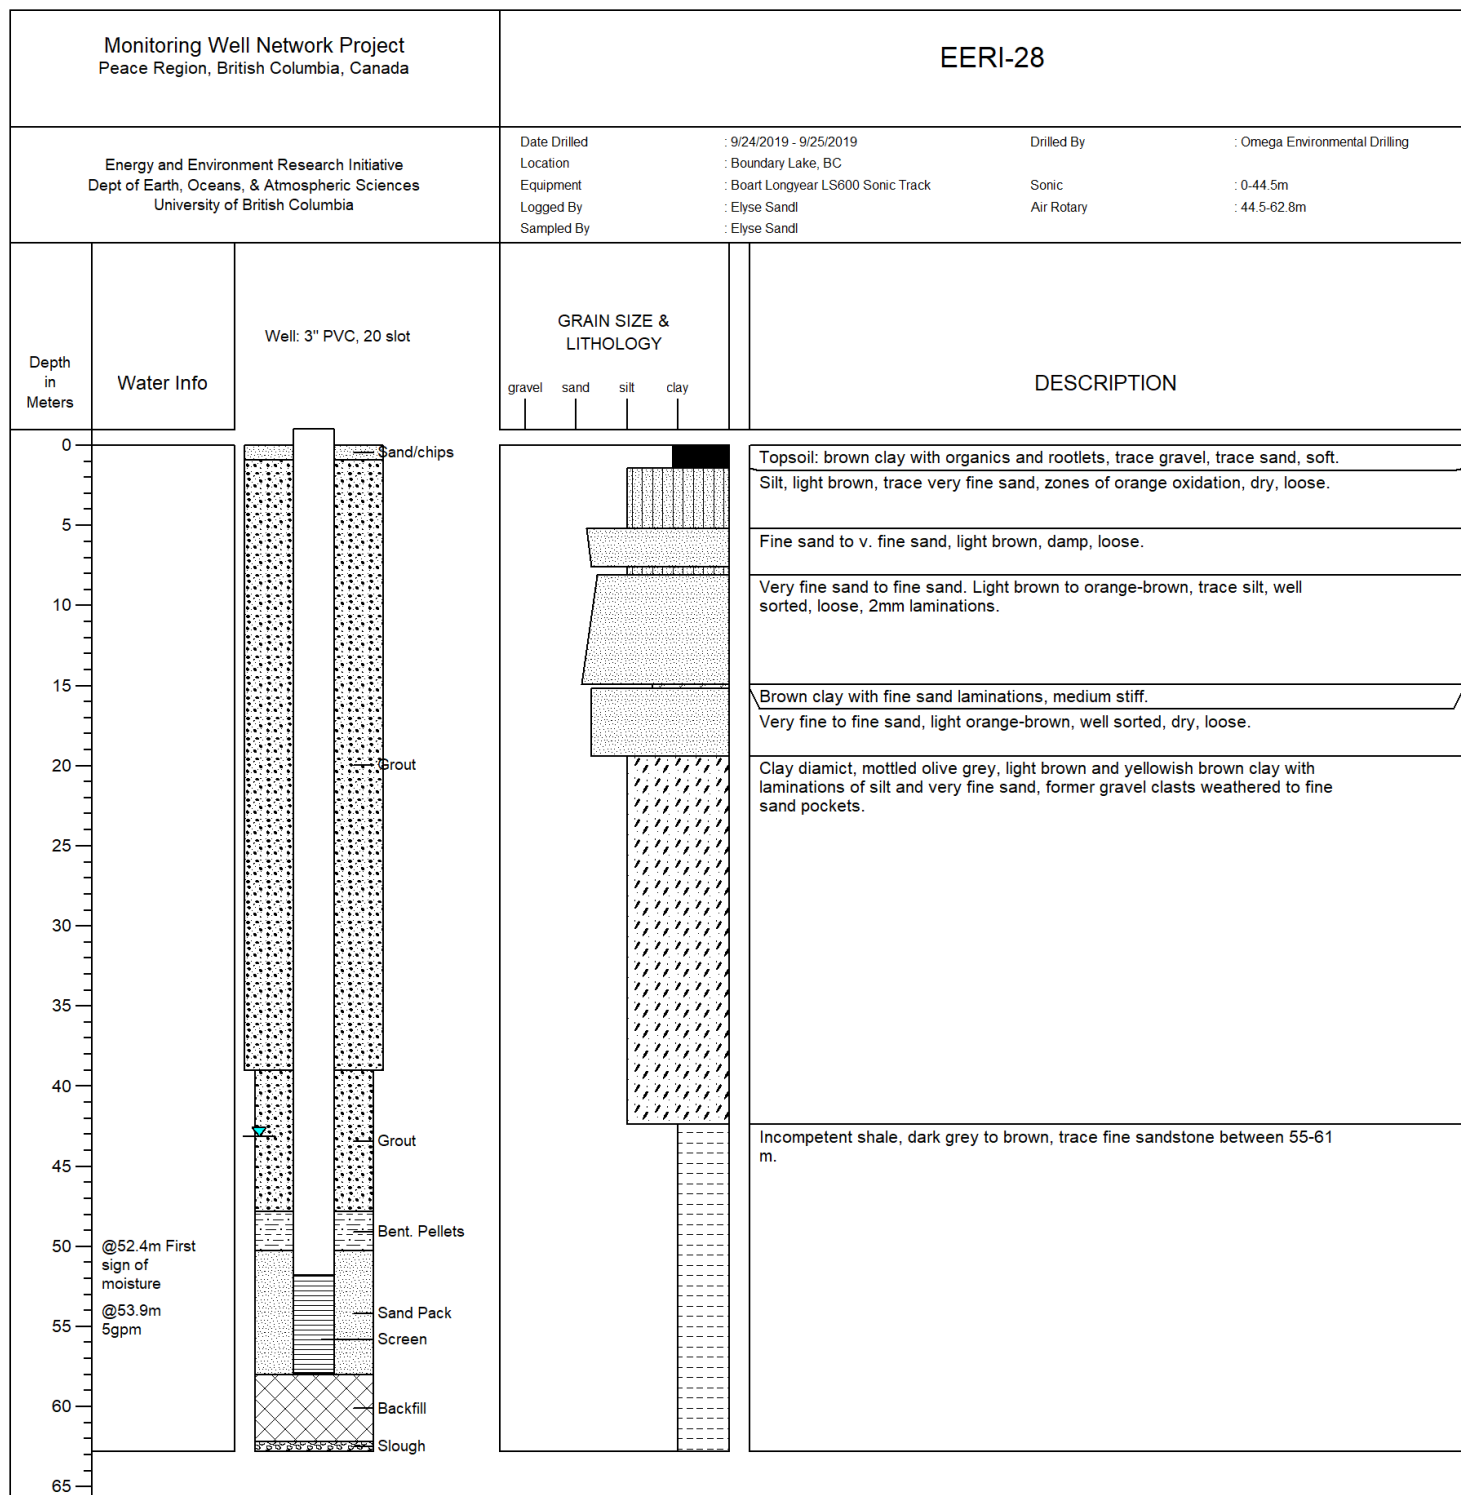 Monitoring Well Network Project
Peace Region, British Columbia, Canada
EERI-28
Energy and Environment Research Initiative
Dept of Earth, Oceans, & Atmospheric Sciences
University of British Columbia
Date Drilled : 9/24/2019 - 9/25/2019 Drilled By : Omega Environmental Drilling
Location : Boundary Lake, BC
Equipment : Boart Longyear LS600 Sonic Track Sonic : 0-44.5m
Logged By : Elyse Sandl Air Rotary : 44.5-62.8m
Sampled By : Elyse Sandl
Depth
in
Meters
Water Info
Well: 3" PVC, 20 slot
GRAIN SIZE &
LITHOLOGY
gravel sand silt clay
DESCRIPTION
0
5
10
15
20
25
30
35
40
45
50
55
60
65
@52.4m First
sign of
moisture
@53.9m
5gpm
Sand/chips
Grout
Grout
Bent. Pellets
Sand Pack
Screen
Backfill
Slough
Topsoil: brown clay with organics and rootlets, trace gravel, trace sand, soft.
Silt, light brown, trace very fine sand, zones of orange oxidation, dry, loose.
Fine sand to v. fine sand, light brown, damp, loose.
Very fine sand to fine sand. Light brown to orange-brown, trace silt, well
sorted, loose, 2mm laminations.
Brown clay with fine sand laminations, medium stiff.
Very fine to fine sand, light orange-brown, well sorted, dry, loose.
Clay diamict, mottled olive grey, light brown and yellowish brown clay with
laminations of silt and very fine sand, former gravel clasts weathered to fine
sand pockets.
Incompetent shale, dark grey to brown, trace fine sandstone between 55-61
m.